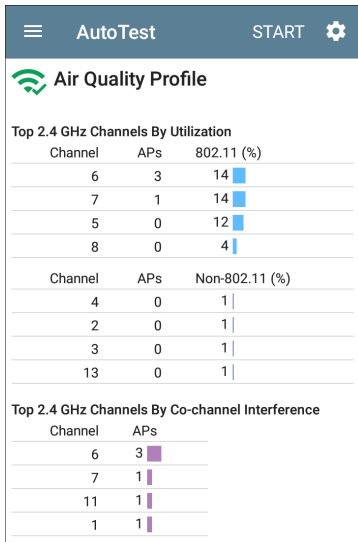 AutoTest START
Air Quality Profile
Top 2.4 GHz Channels By Utilization
Channel APs 802.11 (%)
6 3 14
7 1 14
5 0 12
8 0 4
Channel APs Non-802.11 (%)
4 0 1
2 0 1
3 0 1
13 0 1
Top 2.4 GHz Channels By Co-channel Interference
Channel APs
6 3
7 1
11 1
1 1